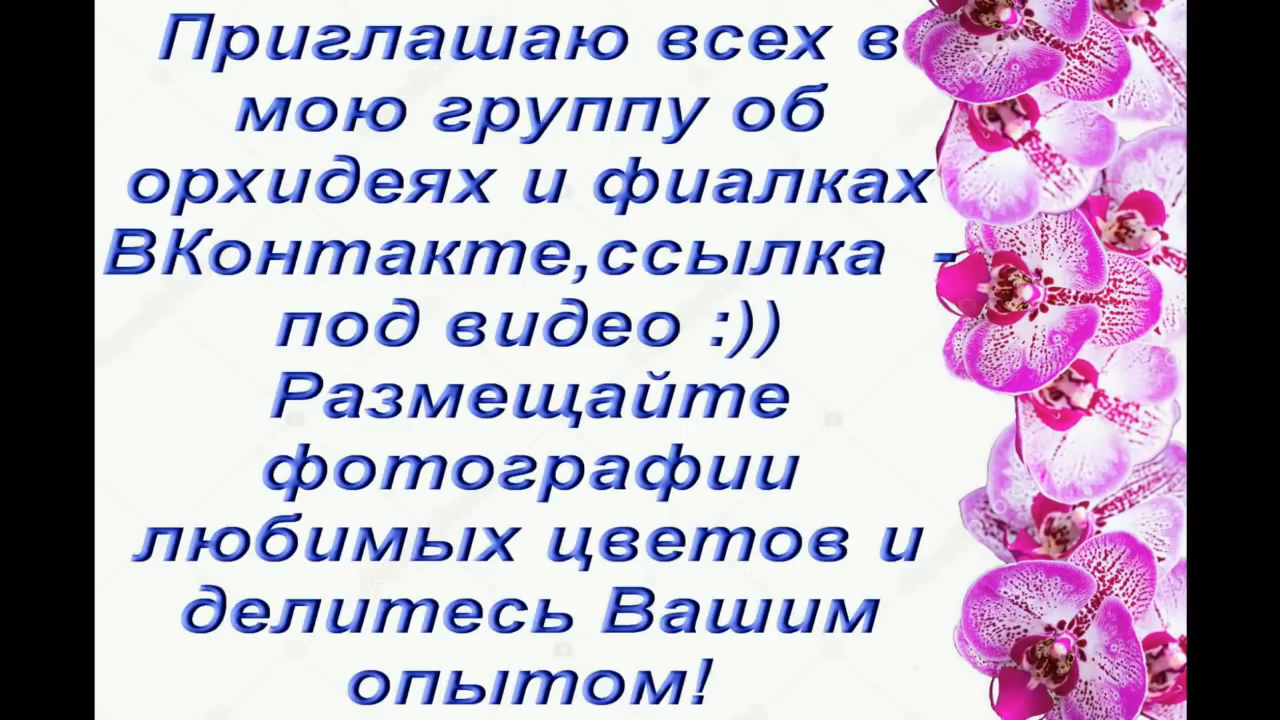 Приглашаю всех в
мою группу об
орхидеях и фиалках
ВКонтакте,ссылка -
под видео :))
Размещайте
фотографии
любимых цветов и
делитесь Вашим
опытом!